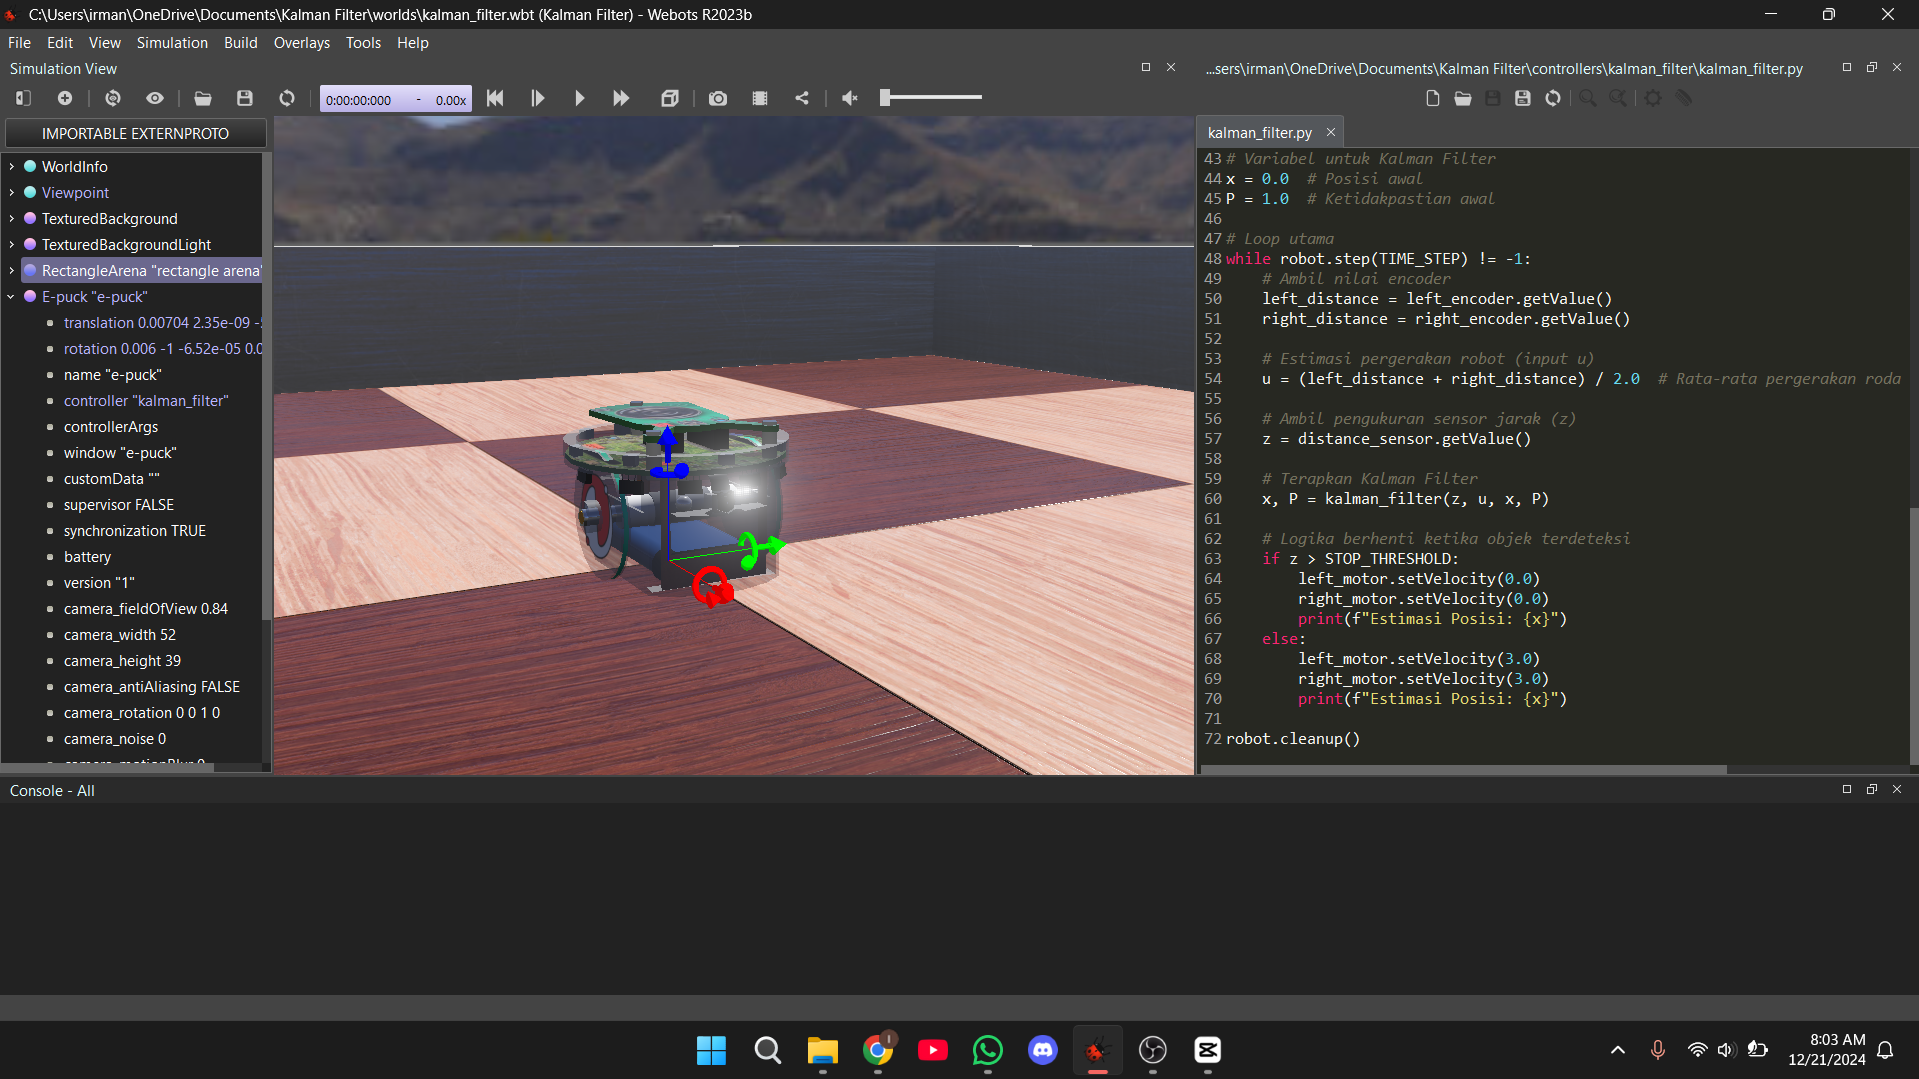 C:\Users\irman\OneDrive\Documents\Kalman Filter\worlds\kalman_filter.wbt (Kalman Filter) - Webots R2023b
File Edit View Simulation Build Overlays Tools Help
Simulation View
0:00:00:000 - 0.00x
IMPORTABLE EXTERNPROTO
WorldInfo
Viewpoint
TexturedBackground
TexturedBackgroundLight
RectangleArena "rectangle arena"
E-puck "e-puck"
translation 0.00704 2.35e-09
rotation 0.006 -1 -6.52e-05 0.0
name "e-puck"
controller "kalman_filter"
controllerArgs
window "e-puck"
customData ""
supervisor FALSE
synchronization TRUE
battery
version "1"
camera_fieldOfView 0.84
camera_width 52
camera_height 39
camera_antiAliasing FALSE
camera_rotation 0 0 1 0
camera_noise 0
camera_motionBlur 0
...sers\irman\OneDrive\Documents\Kalman Filter\controllers\kalman_filter\kalman_filter.py
kalman_filter.py
43 # Variabel untuk Kalman Filter
44 x = 0.0  # Posisi awal
45 P = 1.0  # Ketidakpastian awal
46
47 # Loop utama
48 while robot.step(TIME_STEP) != -1:
49     # Ambil nilai encoder
50     left_distance = left_encoder.getValue()
51     right_distance = right_encoder.getValue()
52
53     # Estimasi pergerakan robot (input u)
54     u = (left_distance + right_distance) / 2.0  # Rata-rata pergerakan roda
55
56     # Ambil pengukuran sensor jarak (z)
57     z = distance_sensor.getValue()
58
59     # Terapkan Kalman Filter
60     x, P = kalman_filter(z, u, x, P)
61
62     # Logika berhenti ketika objek terdeteksi
63     if z > STOP_THRESHOLD:
64         left_motor.setVelocity(0.0)
65         right_motor.setVelocity(0.0)
66         print(f"Estimasi Posisi: {x}")
67     else:
68         left_motor.setVelocity(3.0)
69         right_motor.setVelocity(3.0)
70         print(f"Estimasi Posisi: {x}")
71
72 robot.cleanup()
Console - All
8:03 AM
12/21/2024